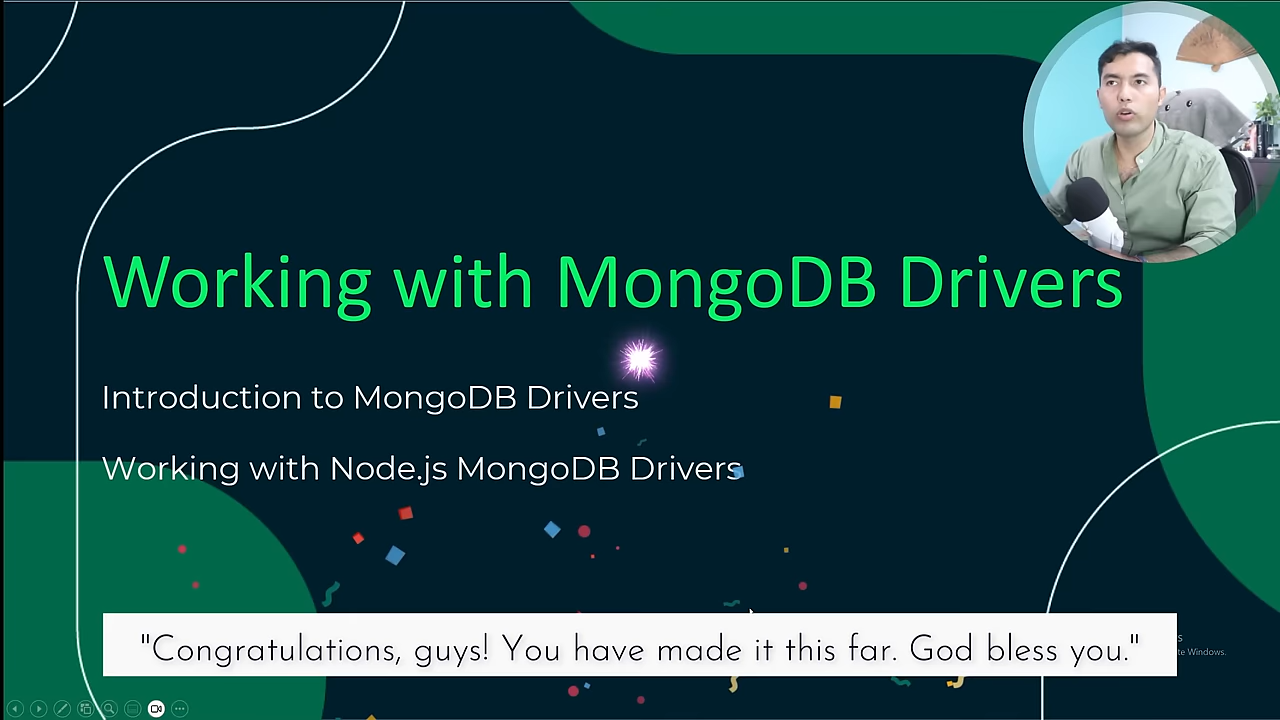 Working with MongoDB Drivers
Introduction to MongoDB Drivers
Working with Node.js MongoDB Drivers
"Congratulations, guys! You have made it this far. God bless you."
Windows.